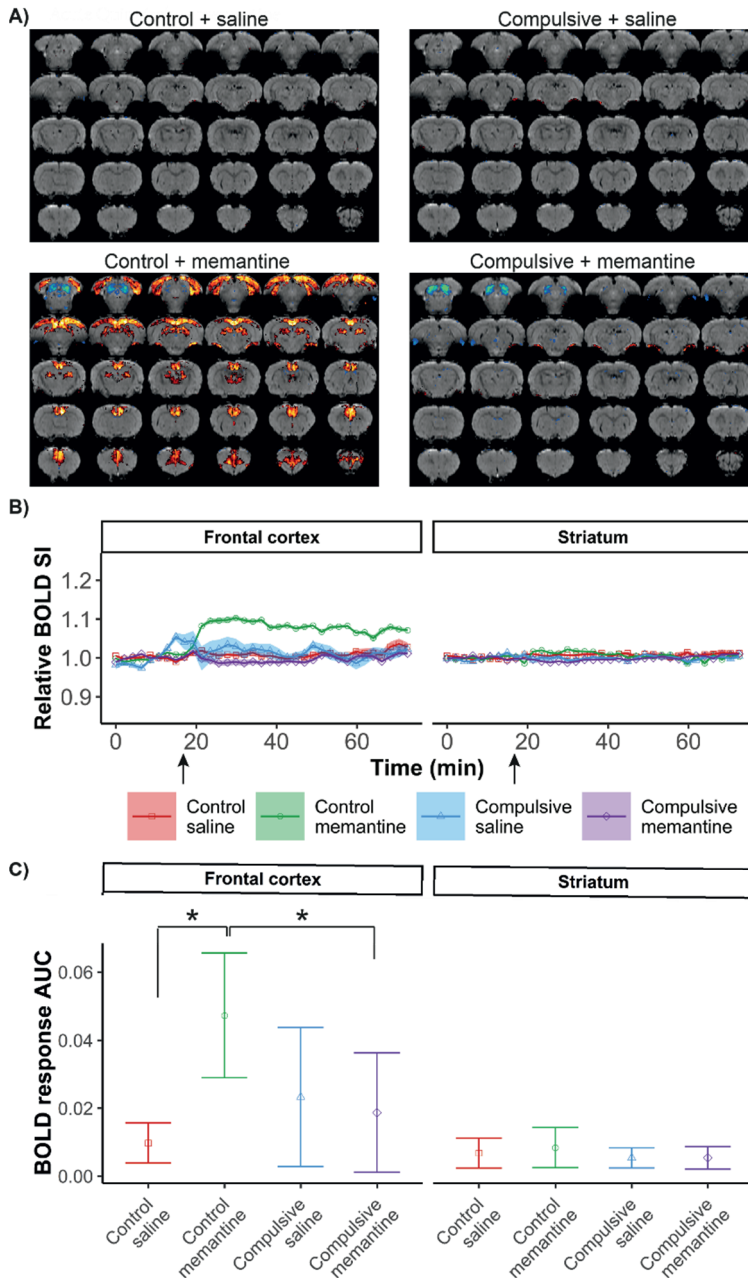 A)
Control + saline
Compulsive + saline
Control + memantine
Compulsive + memantine
B)
Frontal cortex
Striatum
Relative BOLD SI
1.2
1.1
1.0
0.9
0
20
40
60
0
20
40
60
Time (min)
Control
saline
Control
memantine
Compulsive
saline
Compulsive
memantine
C)
Frontal cortex
Striatum
*
*
BOLD response AUC
0.06
0.04
0.02
0.00
Control
saline
Control
memantine
Compulsive
saline
Compulsive
memantine
Control
saline
Control
memantine
Compulsive
saline
Compulsive
memantine